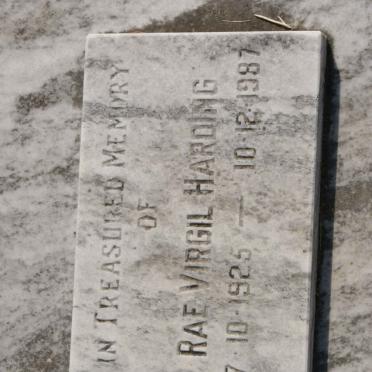 IN TREASURED MEMORY
OF
RAE VIRGIL HARDING
7·10·1925 — 10·12·1987